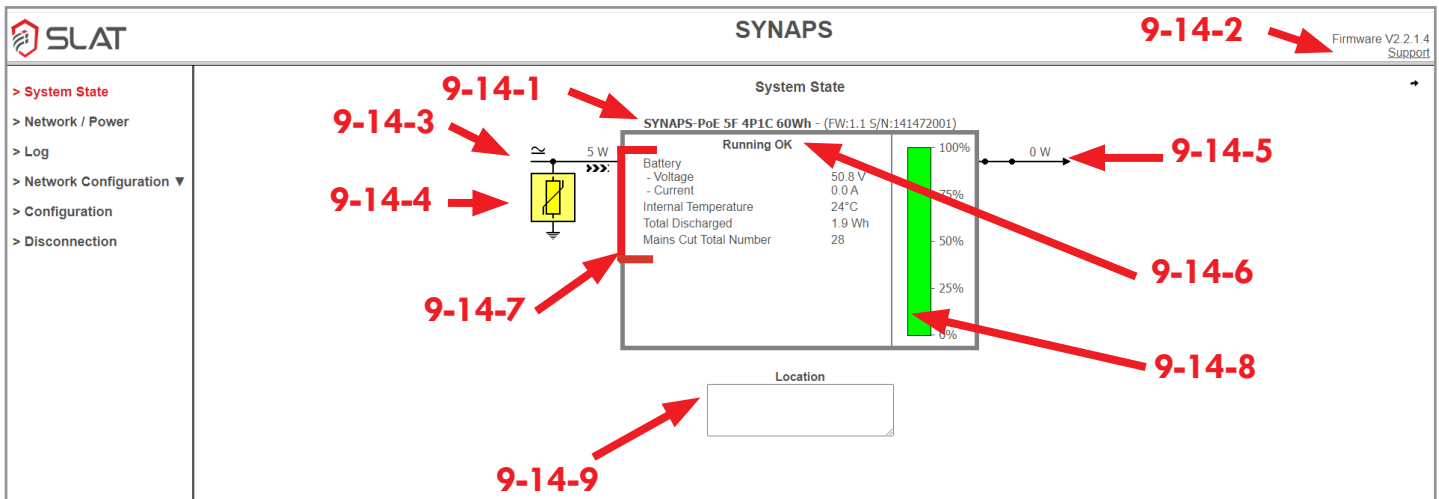 SLAT
SYNAPS
9-14-2
Firmware V2.2.1.4
Support
> System State
> Network / Power
> Log
> Network Configuration ▼
> Configuration
> Disconnection
System State
9-14-1
9-14-3
SYNAPS-PoE 5F 4P1C 60Wh - (FW:1.1 S/N:141472001)
Running OK
5 W
Battery
- Voltage 50.8 V
- Current 0.0 A
Internal Temperature 24°C
Total Discharged 1.9 Wh
Mains Cut Total Number 28
100%
75%
50%
25%
0%
0 W
9-14-5
9-14-4
9-14-6
9-14-7
9-14-8
Location
9-14-9